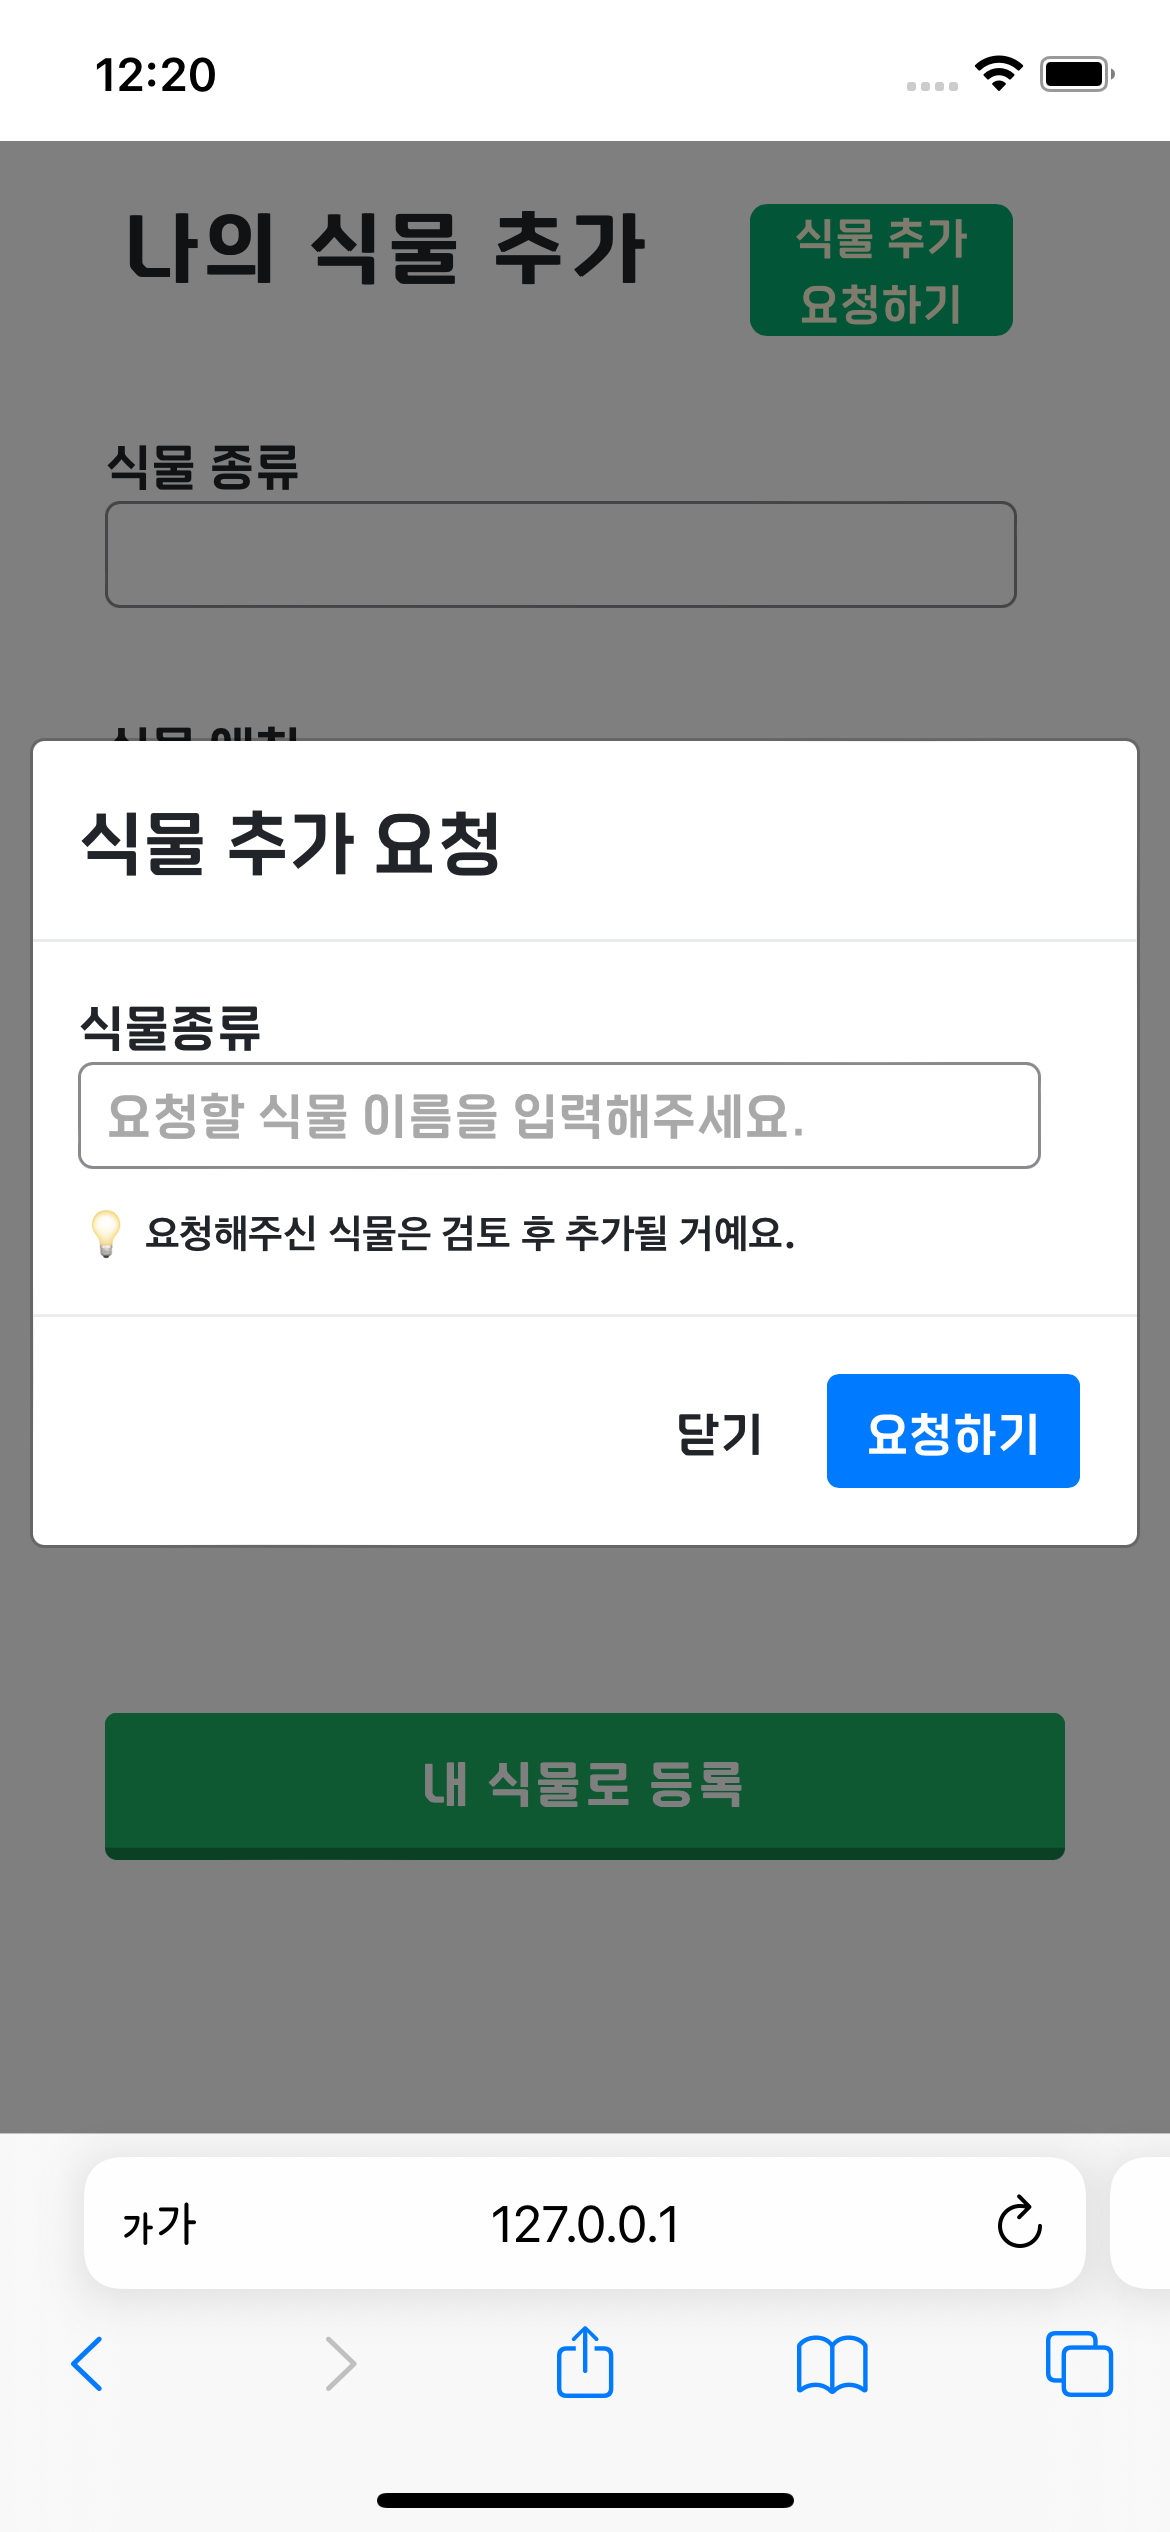 12:20
나의 식물 추가
식물 추가
요청하기
식물 종류
식물 추가 요청
식물종류
요청할 식물 이름을 입력해주세요.
💡 요청해주신 식물은 검토 후 추가될 거예요.
닫기 요청하기
내 식물로 등록
가가 127.0.0.1